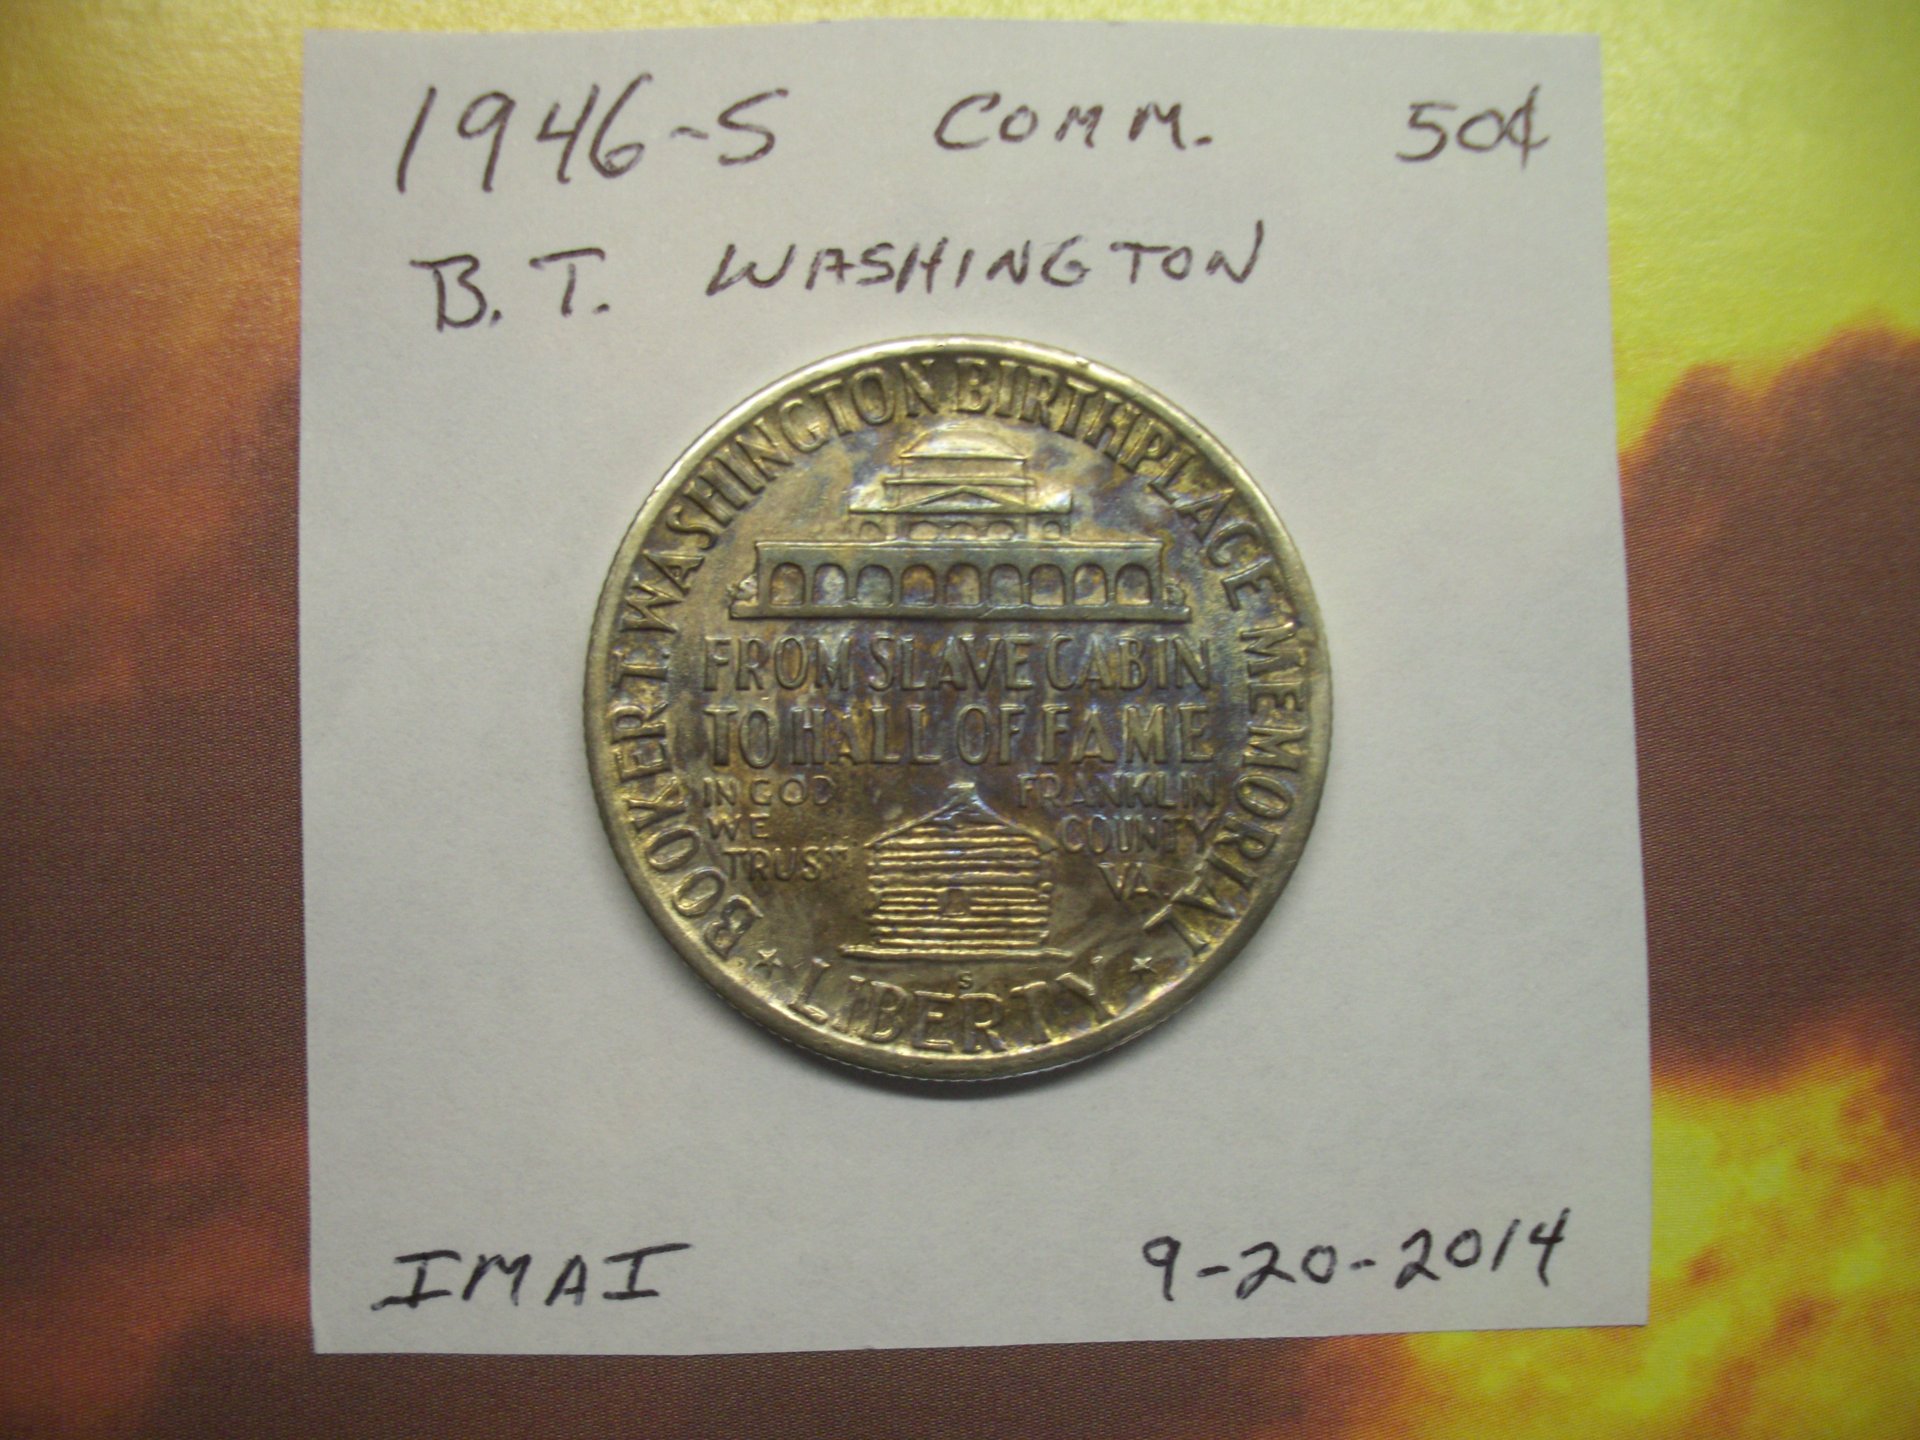 1946-S COMM. 50¢
B. T. WASHINGTON
BOOKER T. WASHINGTON BIRTHPLACE MEMORIAL
FROM SLAVE CABIN
TO HALL OF FAME
IN GOD
WE
TRUST
FRANKLIN
COUNTY
VA.
S
LIBERTY
IMAI 9-20-2014